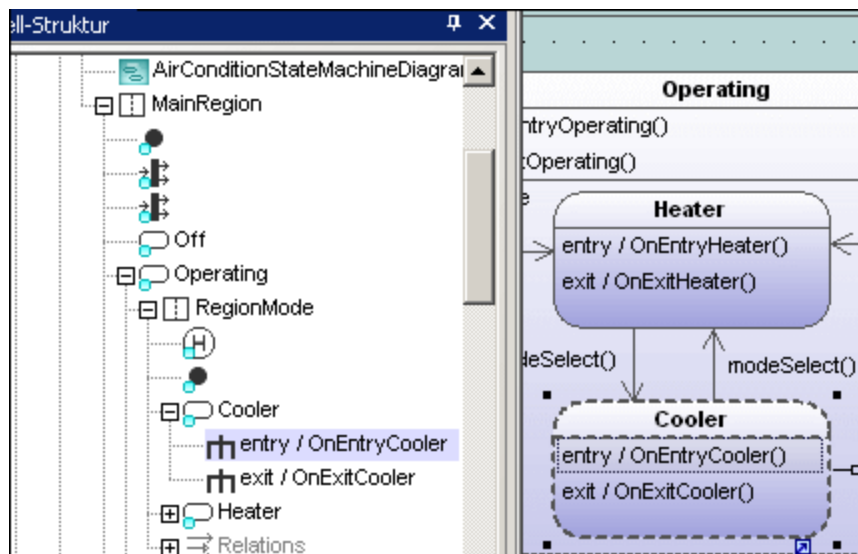 ell-Struktur
AirConditionStateMachineDiagra
MainRegion
Off
Operating
RegionMode
H
Cooler
entry / OnEntryCooler
exit / OnExitCooler
Heater
Relations
Operating
ntryOperating()
tOperating()
e
Heater
entry / OnEntryHeater()
exit / OnExitHeater()
deSelect()
modeSelect()
Cooler
entry / OnEntryCooler()
exit / OnExitCooler()